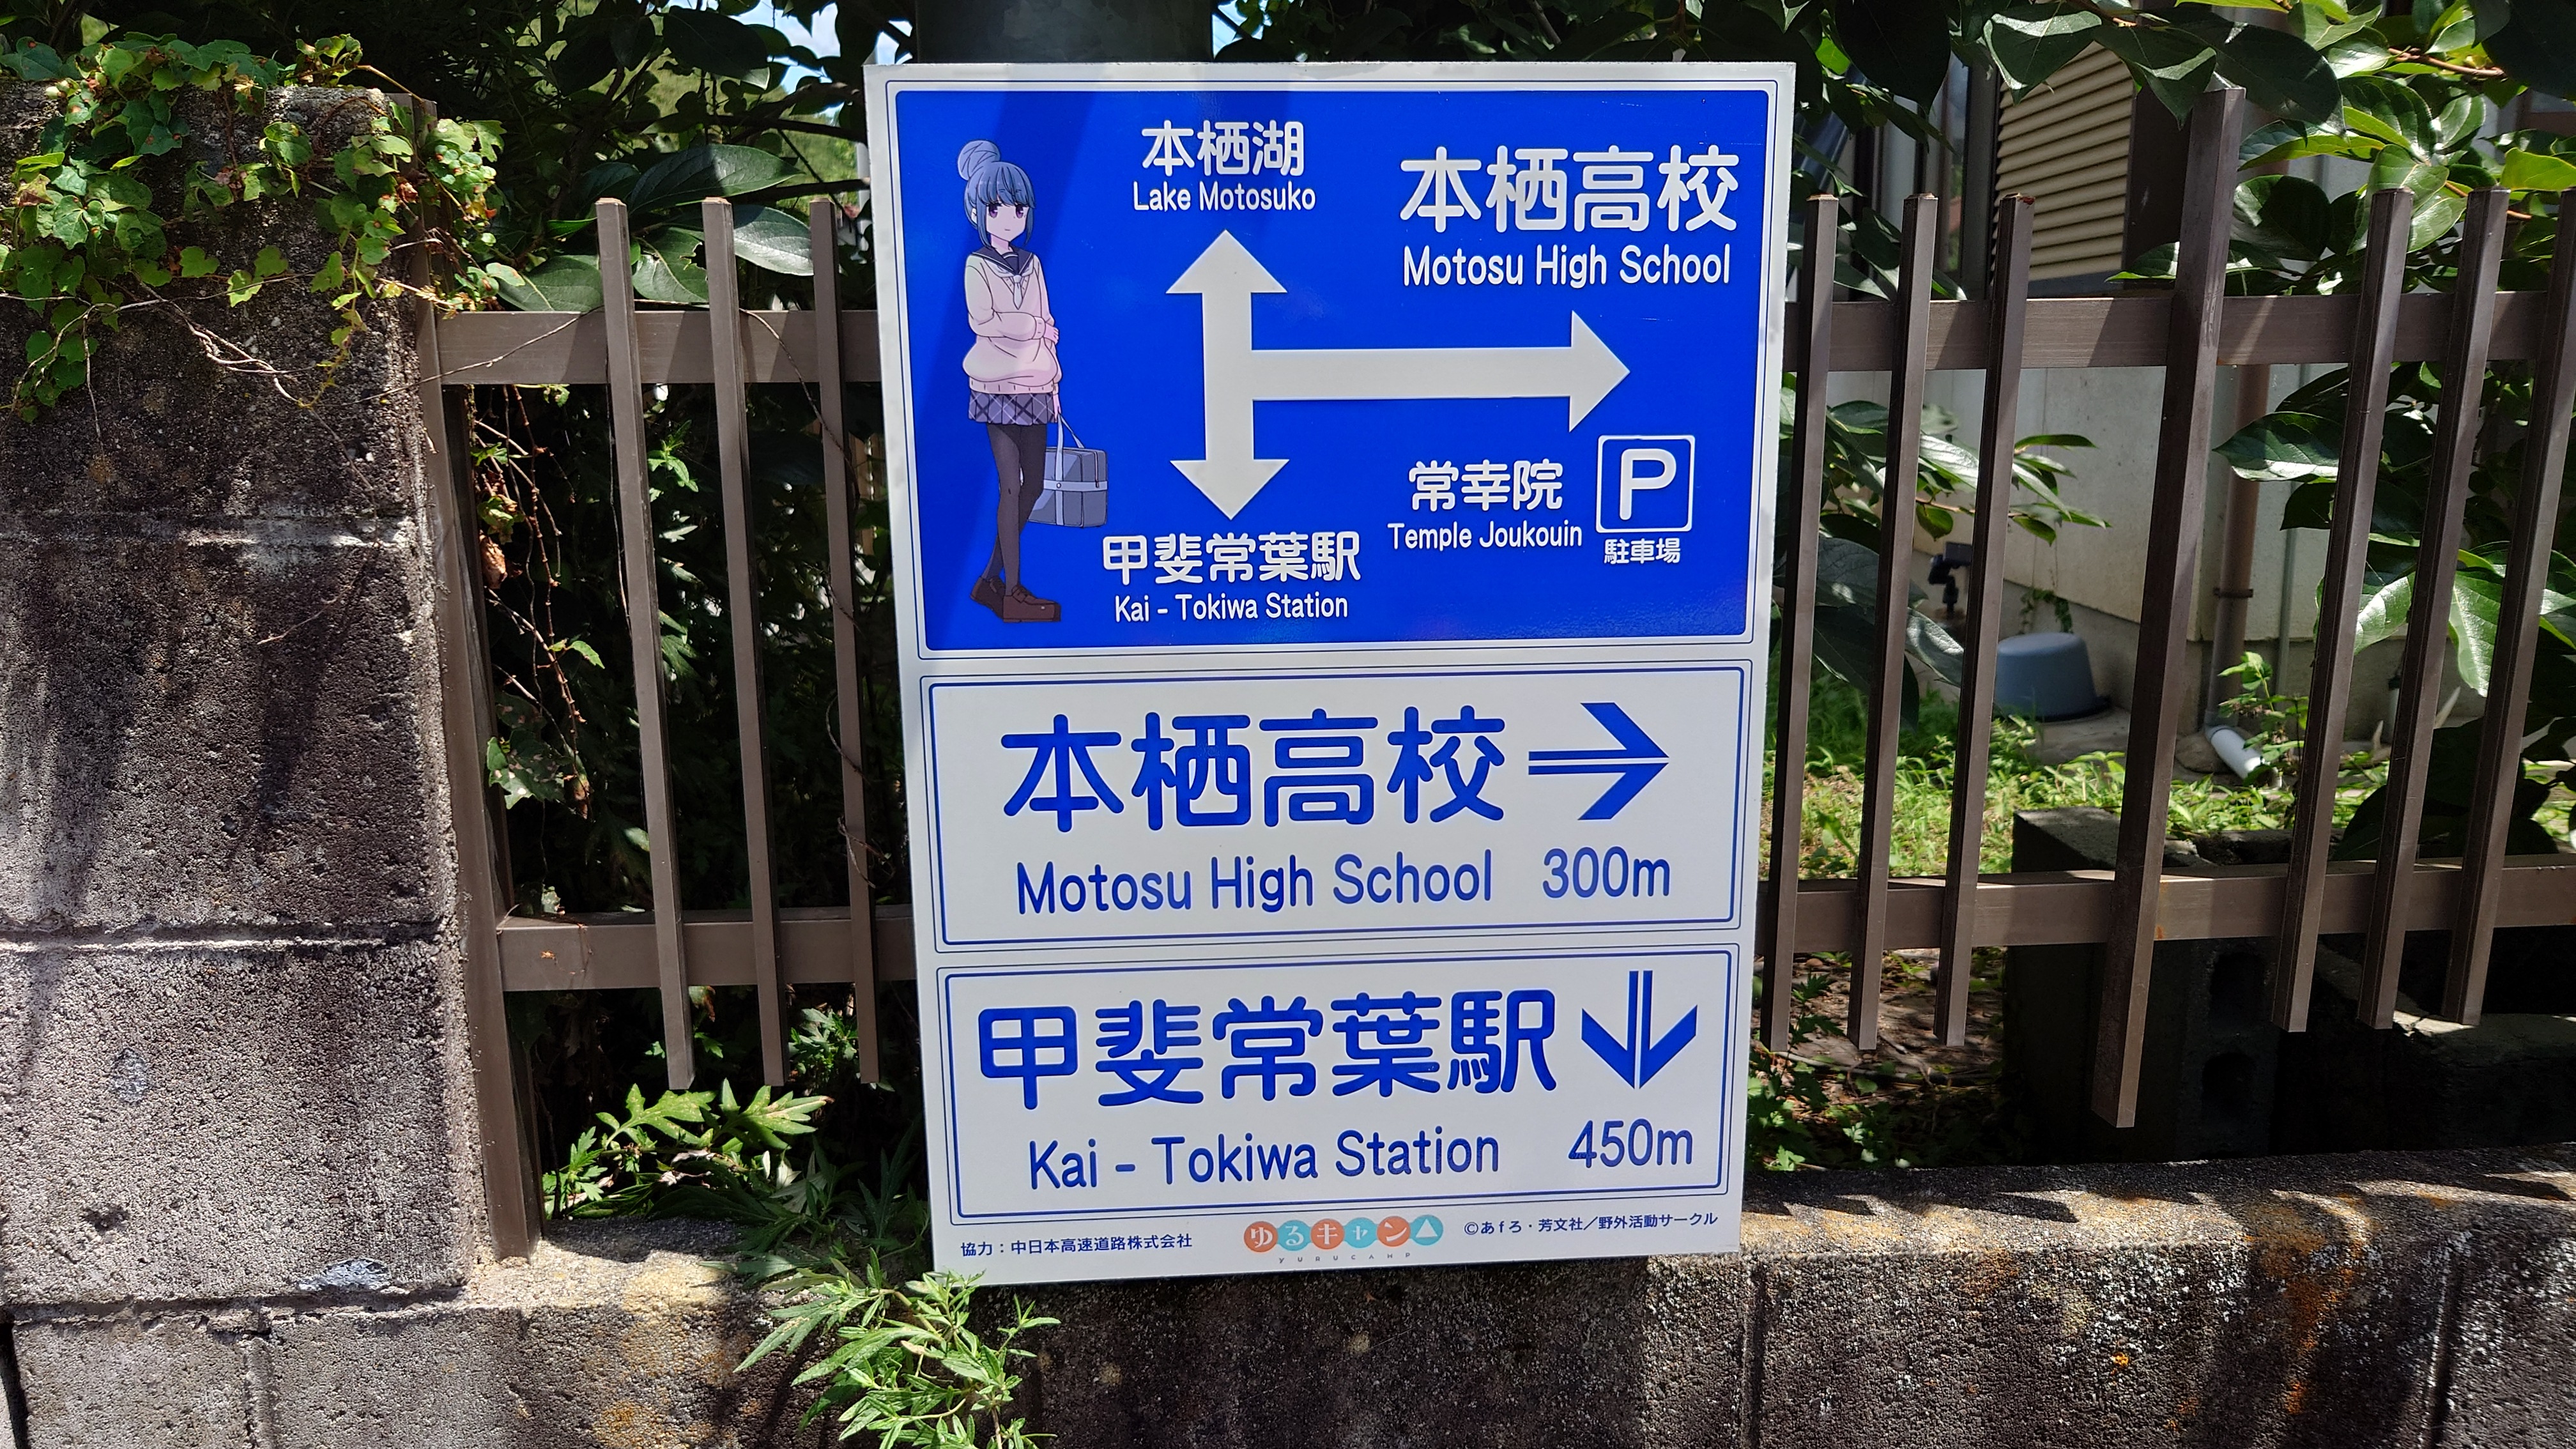 本栖湖
Lake Motosuko
本栖高校
Motosu High School
常幸院
Temple Joukouin
P
駐車場
甲斐常葉駅
Kai - Tokiwa Station
本栖高校
Motosu High School 300m
甲斐常葉駅
Kai - Tokiwa Station 450m
協力：中日本高速道路株式会社
ゆるキャン△
YURUCAMP
©あfろ・芳文社／野外活動サークル